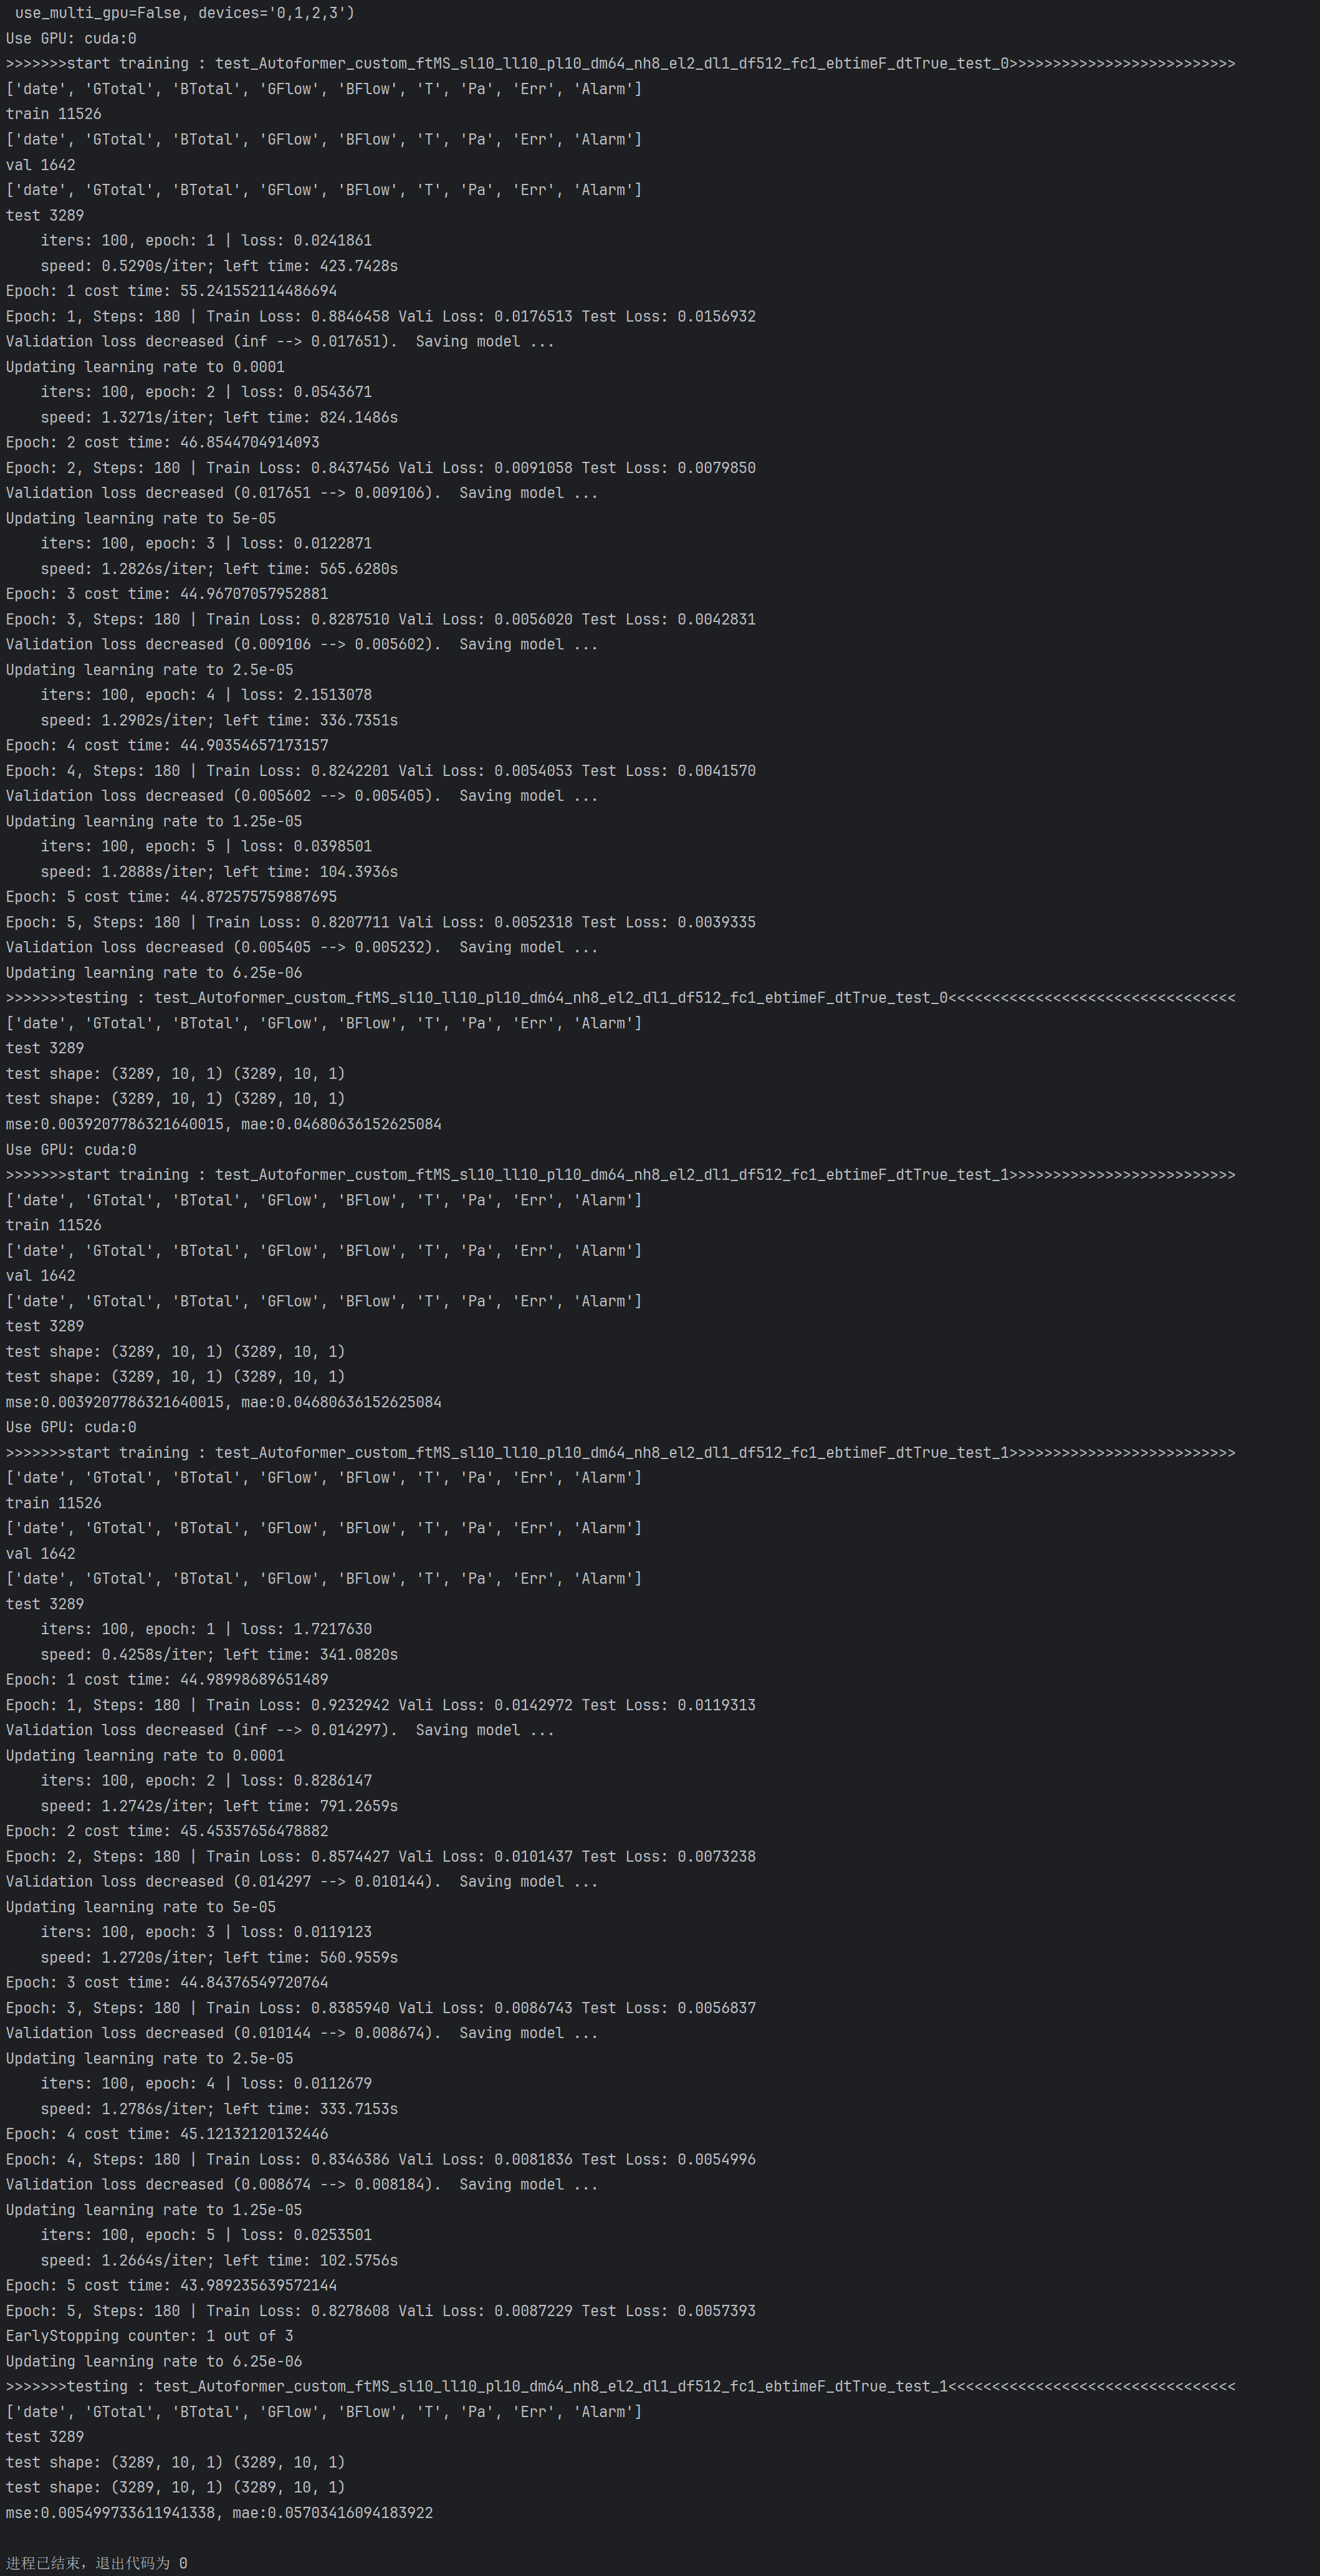 use_multi_gpu=False, devices='0,1,2,3')
Use GPU: cuda:0
>>>>>>>start training : test_Autoformer_custom_ftMS_sl10_ll10_pl10_dm64_nh8_el2_dl1_df512_fc1_ebtimeF_dtTrue_test_0>>>>>>>>>>>>>>>>>>>>>>>>>>
['date', 'GTotal', 'BTotal', 'GFlow', 'BFlow', 'T', 'Pa', 'Err', 'Alarm']
train 11526
['date', 'GTotal', 'BTotal', 'GFlow', 'BFlow', 'T', 'Pa', 'Err', 'Alarm']
val 1642
['date', 'GTotal', 'BTotal', 'GFlow', 'BFlow', 'T', 'Pa', 'Err', 'Alarm']
test 3289
    iters: 100, epoch: 1 | loss: 0.0241861
    speed: 0.5290s/iter; left time: 423.7428s
Epoch: 1 cost time: 55.241552114486694
Epoch: 1, Steps: 180 | Train Loss: 0.8846458 Vali Loss: 0.0176513 Test Loss: 0.0156932
Validation loss decreased (inf --> 0.017651).  Saving model ...
Updating learning rate to 0.0001
    iters: 100, epoch: 2 | loss: 0.0543671
    speed: 1.3271s/iter; left time: 824.1486s
Epoch: 2 cost time: 46.8544704914093
Epoch: 2, Steps: 180 | Train Loss: 0.8437456 Vali Loss: 0.0091058 Test Loss: 0.0079850
Validation loss decreased (0.017651 --> 0.009106).  Saving model ...
Updating learning rate to 5e-05
    iters: 100, epoch: 3 | loss: 0.0122871
    speed: 1.2826s/iter; left time: 565.6280s
Epoch: 3 cost time: 44.96707057952881
Epoch: 3, Steps: 180 | Train Loss: 0.8287510 Vali Loss: 0.0056020 Test Loss: 0.0042831
Validation loss decreased (0.009106 --> 0.005602).  Saving model ...
Updating learning rate to 2.5e-05
    iters: 100, epoch: 4 | loss: 2.1513078
    speed: 1.2902s/iter; left time: 336.7351s
Epoch: 4 cost time: 44.90354657173157
Epoch: 4, Steps: 180 | Train Loss: 0.8242201 Vali Loss: 0.0054053 Test Loss: 0.0041570
Validation loss decreased (0.005602 --> 0.005405).  Saving model ...
Updating learning rate to 1.25e-05
    iters: 100, epoch: 5 | loss: 0.0398501
    speed: 1.2888s/iter; left time: 104.3936s
Epoch: 5 cost time: 44.872575759887695
Epoch: 5, Steps: 180 | Train Loss: 0.8207711 Vali Loss: 0.0052318 Test Loss: 0.0039335
Validation loss decreased (0.005405 --> 0.005232).  Saving model ...
Updating learning rate to 6.25e-06
>>>>>>>testing : test_Autoformer_custom_ftMS_sl10_ll10_pl10_dm64_nh8_el2_dl1_df512_fc1_ebtimeF_dtTrue_test_0<<<<<<<<<<<<<<<<<<<<<<<<<<<<<<<<<
['date', 'GTotal', 'BTotal', 'GFlow', 'BFlow', 'T', 'Pa', 'Err', 'Alarm']
test 3289
test shape: (3289, 10, 1) (3289, 10, 1)
test shape: (3289, 10, 1) (3289, 10, 1)
mse:0.0039207786321640015, mae:0.04680636152625084
Use GPU: cuda:0
>>>>>>>start training : test_Autoformer_custom_ftMS_sl10_ll10_pl10_dm64_nh8_el2_dl1_df512_fc1_ebtimeF_dtTrue_test_1>>>>>>>>>>>>>>>>>>>>>>>>>>
['date', 'GTotal', 'BTotal', 'GFlow', 'BFlow', 'T', 'Pa', 'Err', 'Alarm']
train 11526
['date', 'GTotal', 'BTotal', 'GFlow', 'BFlow', 'T', 'Pa', 'Err', 'Alarm']
val 1642
['date', 'GTotal', 'BTotal', 'GFlow', 'BFlow', 'T', 'Pa', 'Err', 'Alarm']
test 3289
test shape: (3289, 10, 1) (3289, 10, 1)
test shape: (3289, 10, 1) (3289, 10, 1)
mse:0.0039207786321640015, mae:0.04680636152625084
Use GPU: cuda:0
>>>>>>>start training : test_Autoformer_custom_ftMS_sl10_ll10_pl10_dm64_nh8_el2_dl1_df512_fc1_ebtimeF_dtTrue_test_1>>>>>>>>>>>>>>>>>>>>>>>>>>
['date', 'GTotal', 'BTotal', 'GFlow', 'BFlow', 'T', 'Pa', 'Err', 'Alarm']
train 11526
['date', 'GTotal', 'BTotal', 'GFlow', 'BFlow', 'T', 'Pa', 'Err', 'Alarm']
val 1642
['date', 'GTotal', 'BTotal', 'GFlow', 'BFlow', 'T', 'Pa', 'Err', 'Alarm']
test 3289
    iters: 100, epoch: 1 | loss: 1.7217630
    speed: 0.4258s/iter; left time: 341.0820s
Epoch: 1 cost time: 44.98998689651489
Epoch: 1, Steps: 180 | Train Loss: 0.9232942 Vali Loss: 0.0142972 Test Loss: 0.0119313
Validation loss decreased (inf --> 0.014297).  Saving model ...
Updating learning rate to 0.0001
    iters: 100, epoch: 2 | loss: 0.8286147
    speed: 1.2742s/iter; left time: 791.2659s
Epoch: 2 cost time: 45.45357656478882
Epoch: 2, Steps: 180 | Train Loss: 0.8574427 Vali Loss: 0.0101437 Test Loss: 0.0073238
Validation loss decreased (0.014297 --> 0.010144).  Saving model ...
Updating learning rate to 5e-05
    iters: 100, epoch: 3 | loss: 0.0119123
    speed: 1.2720s/iter; left time: 560.9559s
Epoch: 3 cost time: 44.84376549720764
Epoch: 3, Steps: 180 | Train Loss: 0.8385940 Vali Loss: 0.0086743 Test Loss: 0.0056837
Validation loss decreased (0.010144 --> 0.008674).  Saving model ...
Updating learning rate to 2.5e-05
    iters: 100, epoch: 4 | loss: 0.0112679
    speed: 1.2786s/iter; left time: 333.7153s
Epoch: 4 cost time: 45.12132120132446
Epoch: 4, Steps: 180 | Train Loss: 0.8346386 Vali Loss: 0.0081836 Test Loss: 0.0054996
Validation loss decreased (0.008674 --> 0.008184).  Saving model ...
Updating learning rate to 1.25e-05
    iters: 100, epoch: 5 | loss: 0.0253501
    speed: 1.2664s/iter; left time: 102.5756s
Epoch: 5 cost time: 43.989235639572144
Epoch: 5, Steps: 180 | Train Loss: 0.8278608 Vali Loss: 0.0087229 Test Loss: 0.0057393
EarlyStopping counter: 1 out of 3
Updating learning rate to 6.25e-06
>>>>>>>testing : test_Autoformer_custom_ftMS_sl10_ll10_pl10_dm64_nh8_el2_dl1_df512_fc1_ebtimeF_dtTrue_test_1<<<<<<<<<<<<<<<<<<<<<<<<<<<<<<<<<
['date', 'GTotal', 'BTotal', 'GFlow', 'BFlow', 'T', 'Pa', 'Err', 'Alarm']
test 3289
test shape: (3289, 10, 1) (3289, 10, 1)
test shape: (3289, 10, 1) (3289, 10, 1)
mse:0.005499733611941338, mae:0.05703416094183922
进程已结束，退出代码为 0